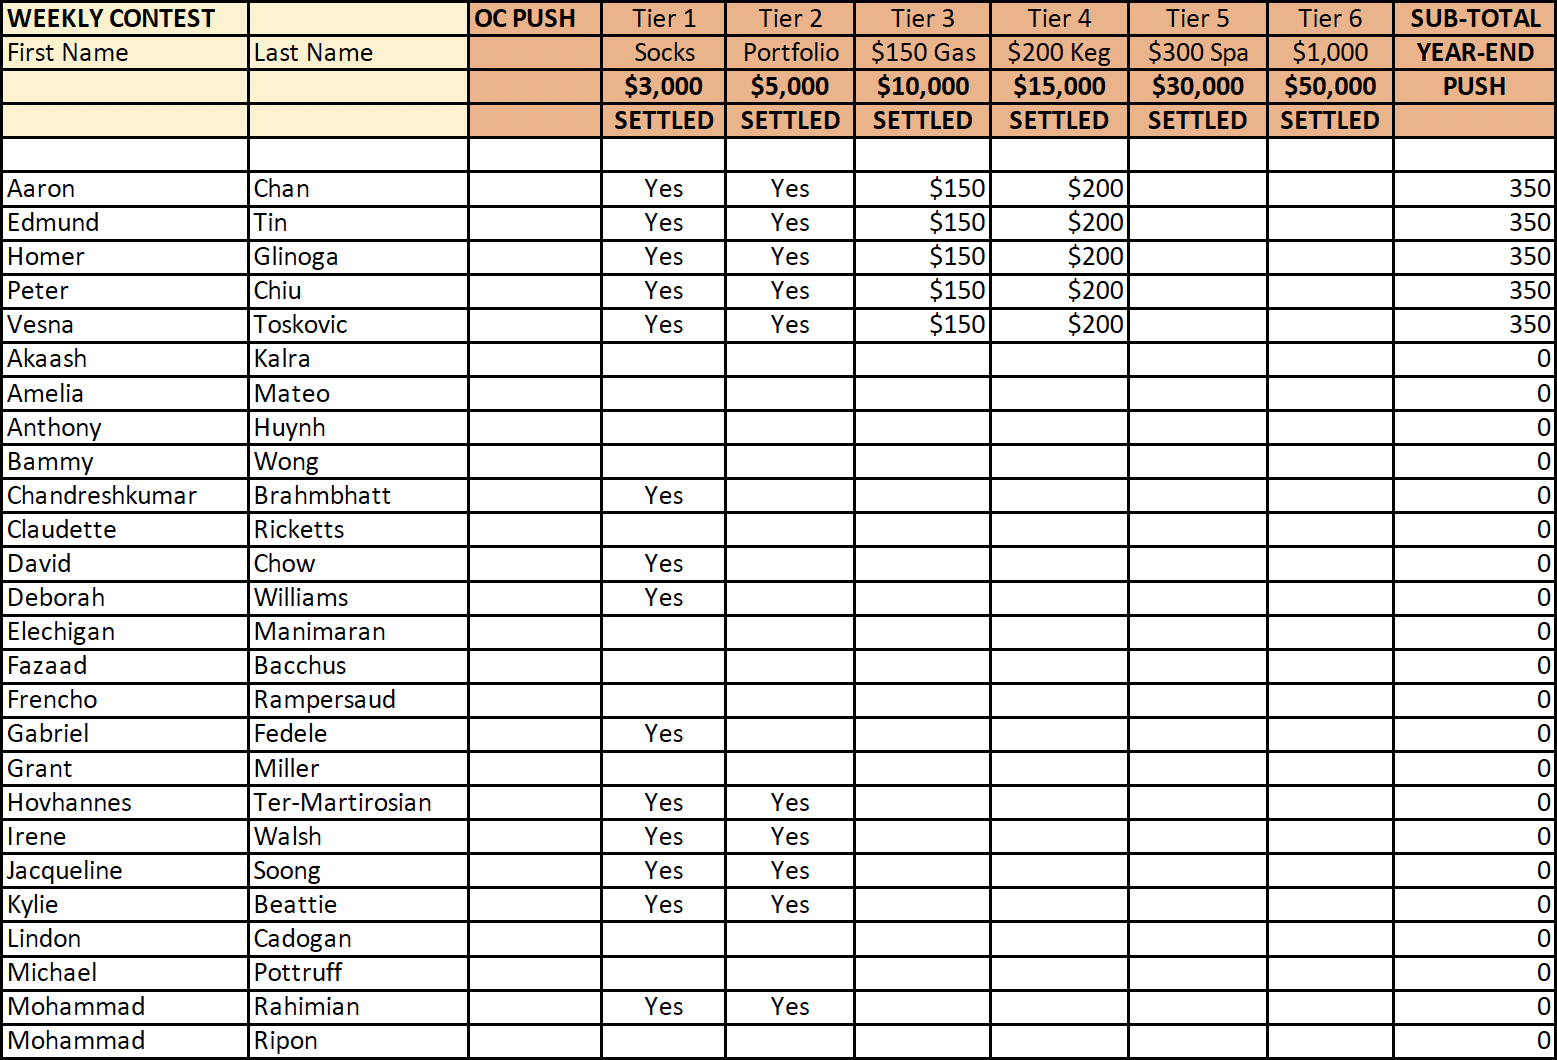 WEEKLY CONTEST OC PUSH Tier 1 Tier 2 Tier 3 Tier 4 Tier 5 Tier 6 SUB-TOTAL
First Name Last Name Socks Portfolio $150 Gas $200 Keg $300 Spa $1,000 YEAR-END
$3,000 $5,000 $10,000 $15,000 $30,000 $50,000 PUSH
SETTLED SETTLED SETTLED SETTLED SETTLED SETTLED
Aaron Chan Yes Yes $150 $200 350
Edmund Tin Yes Yes $150 $200 350
Homer Glinoga Yes Yes $150 $200 350
Peter Chiu Yes Yes $150 $200 350
Vesna Toskovic Yes Yes $150 $200 350
Akaash Kalra 0
Amelia Mateo 0
Anthony Huynh 0
Bammy Wong 0
Chandreshkumar Brahmbhatt Yes 0
Claudette Ricketts 0
David Chow Yes 0
Deborah Williams Yes 0
Elechigan Manimaran 0
Fazaad Bacchus 0
Frencho Rampersaud 0
Gabriel Fedele Yes 0
Grant Miller 0
Hovhannes Ter-Martirosian Yes Yes 0
Irene Walsh Yes Yes 0
Jacqueline Soong Yes Yes 0
Kylie Beattie Yes Yes 0
Lindon Cadogan 0
Michael Pottruff 0
Mohammad Rahimian Yes Yes 0
Mohammad Ripon 0